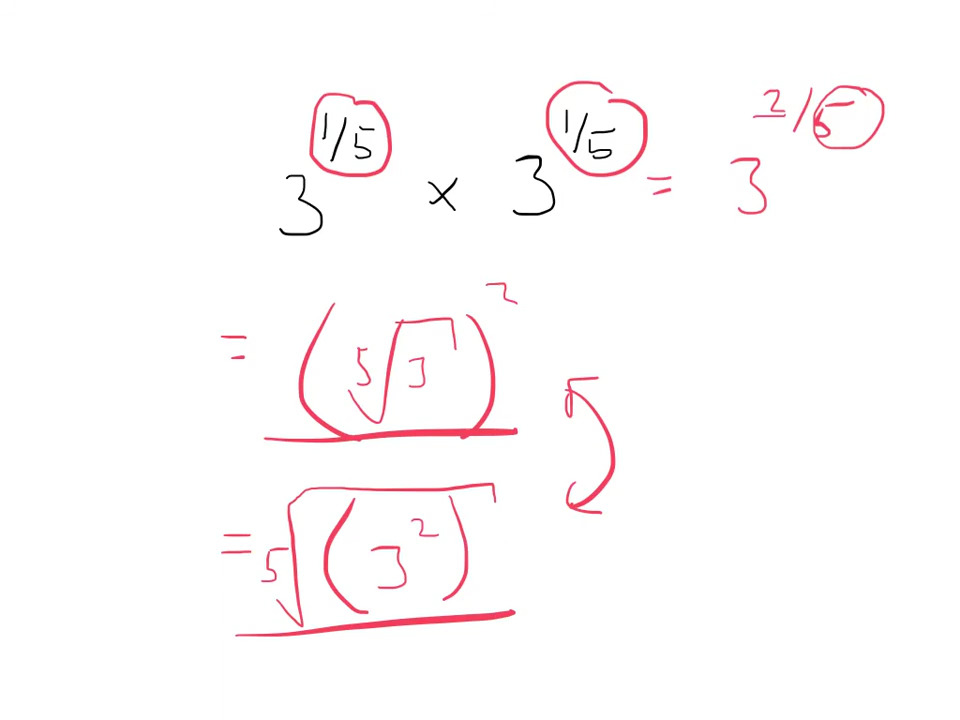 3^(1/5) × 3^(1/5) = 3^(2/5)
= (⁵√3)²
= ⁵√(3²)